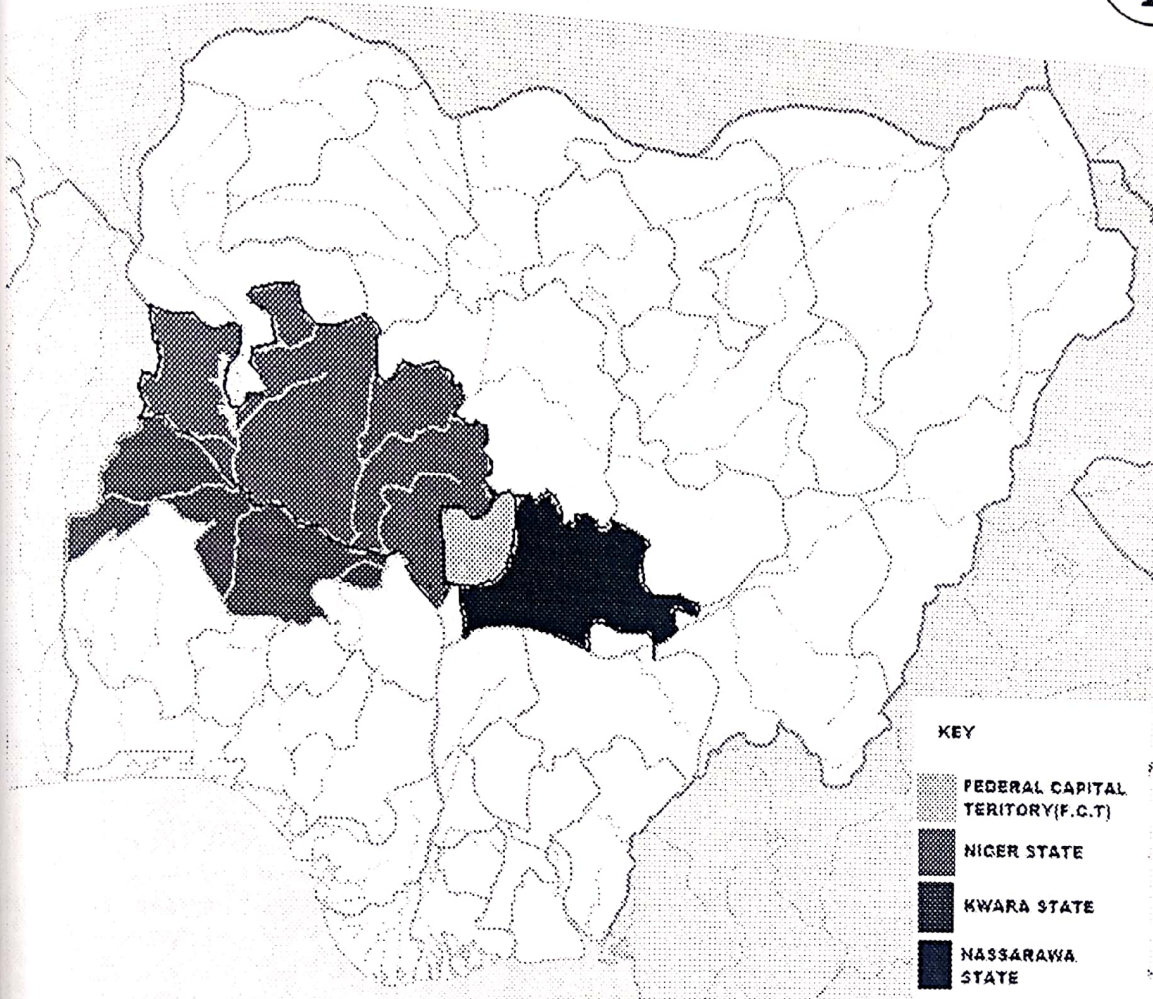 KEY
FEDERAL CAPITAL
TERITORY(F.C.T)
NIGER STATE
KWARA STATE
NASSARAWA
STATE